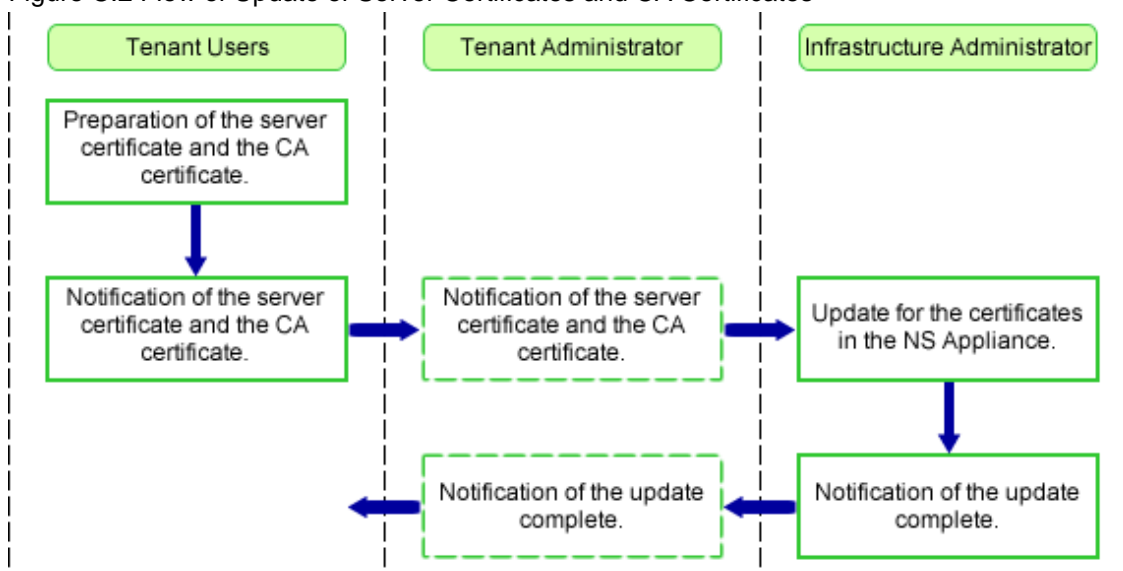 Tenant Users
Tenant Administrator
Infrastructure Administrator
Preparation of the server
certificate and the CA
certificate.
Notification of the server
certificate and the CA
certificate.
Notification of the server
certificate and the CA
certificate.
Update for the certificates
in the NS Appliance.
Notification of the update
complete.
Notification of the update
complete.